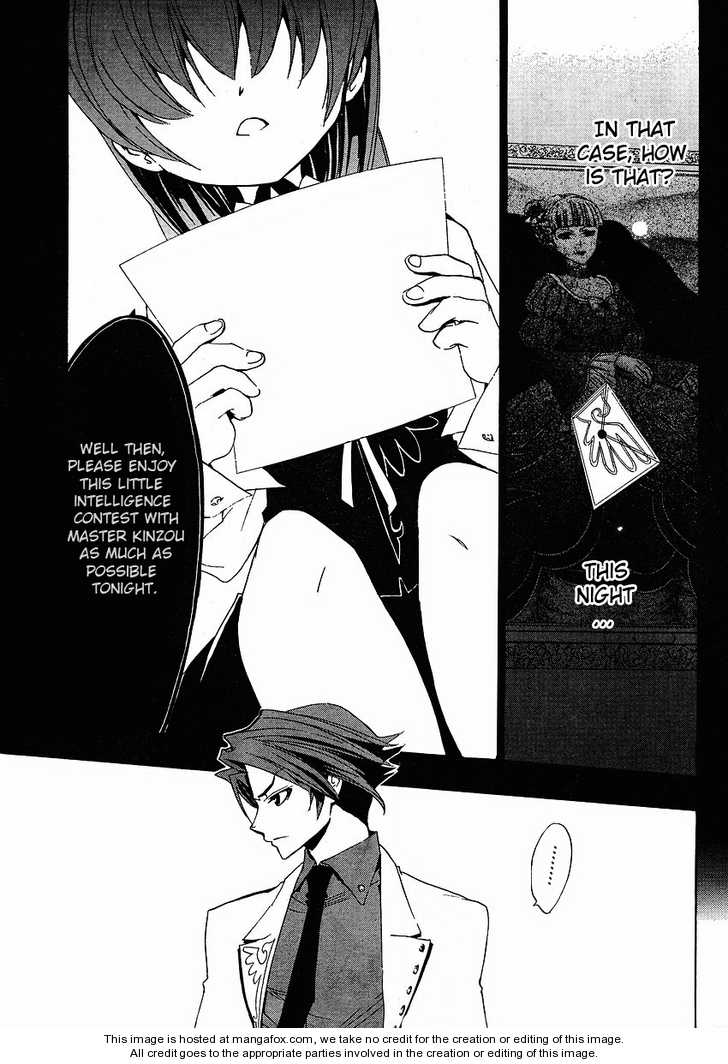 IN THAT
CASE, HOW
IS THAT?
THIS
NIGHT
...
WELL THEN,
PLEASE ENJOY
THIS LITTLE
INTELLIGENCE
CONTEST WITH
MASTER KINZOU
AS MUCH AS
POSSIBLE
TONIGHT.
........
This image is hosted at mangafox.com, we take no credit for the creation or editing of this image.
All credit goes to the appropriate parties involved in the creation or editing of this image.